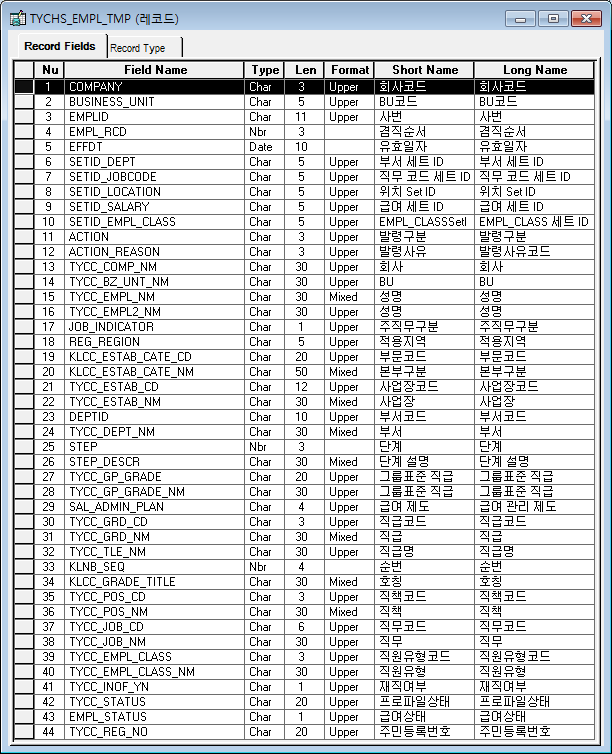 TYCHS_EMPL_TMP (레코드)
Record Fields Record Type
Nu Field Name Type Len Format Short Name Long Name
1 COMPANY Char 3 Upper 회사코드 회사코드
2 BUSINESS_UNIT Char 5 Upper BU코드 BU코드
3 EMPLID Char 11 Upper 사번 사번
4 EMPL_RCD Nbr 3 겸직순서 겸직순서
5 EFFDT Date 10 유효일자 유효일자
6 SETID_DEPT Char 5 Upper 부서 세트 ID 부서 세트 ID
7 SETID_JOBCODE Char 5 Upper 직무 코드 세트 ID 직무 코드 세트 ID
8 SETID_LOCATION Char 5 Upper 위치 Set ID 위치 Set ID
9 SETID_SALARY Char 5 Upper 급여 세트 ID 급여 세트 ID
10 SETID_EMPL_CLASS Char 5 Upper EMPL_CLASSSetI EMPL_CLASS 세트 ID
11 ACTION Char 3 Upper 발령구분 발령구분
12 ACTION_REASON Char 3 Upper 발령사유 발령사유코드
13 TYCC_COMP_NM Char 30 Upper 회사 회사
14 TYCC_BZ_UNT_NM Char 30 Upper BU BU
15 TYCC_EMPL_NM Char 30 Mixed 성명 성명
16 TYCC_EMPL2_NM Char 30 Upper 성명 성명
17 JOB_INDICATOR Char 1 Upper 주직무구분 주직무구분
18 REG_REGION Char 5 Upper 적용지역 적용지역
19 KLCC_ESTAB_CATE_CD Char 20 Upper 부문코드 부문코드
20 KLCC_ESTAB_CATE_NM Char 50 Mixed 본부구분 본부구분
21 TYCC_ESTAB_CD Char 12 Upper 사업장코드 사업장코드
22 TYCC_ESTAB_NM Char 30 Mixed 사업장 사업장
23 DEPTID Char 10 Upper 부서코드 부서코드
24 TYCC_DEPT_NM Char 30 Mixed 부서 부서
25 STEP Nbr 3 단계 단계
26 STEP_DESCR Char 30 Mixed 단계 설명 단계 설명
27 TYCC_GP_GRADE Char 20 Upper 그룹표준 직급 그룹표준 직급
28 TYCC_GP_GRADE_NM Char 30 Upper 그룹표준 직급 그룹표준 직급
29 SAL_ADMIN_PLAN Char 4 Upper 급여 제도 급여 관리 제도
30 TYCC_GRD_CD Char 3 Upper 직급코드 직급코드
31 TYCC_GRD_NM Char 30 Mixed 직급 직급
32 TYCC_TLE_NM Char 30 Upper 직급명 직급명
33 KLNB_SEQ Nbr 4 순번 순번
34 KLCC_GRADE_TITLE Char 30 Mixed 호칭 호칭
35 TYCC_POS_CD Char 3 Upper 직책코드 직책코드
36 TYCC_POS_NM Char 30 Mixed 직책 직책
37 TYCC_JOB_CD Char 6 Upper 직무코드 직무코드
38 TYCC_JOB_NM Char 30 Upper 직무 직무
39 TYCC_EMPL_CLASS Char 3 Upper 직원유형코드 직원유형코드
40 TYCC_EMPL_CLASS_NM Char 30 Upper 직원유형 직원유형
41 TYCC_INOF_YN Char 1 Upper 재직여부 재직여부
42 TYCC_STATUS Char 20 Upper 프로파일상태 프로파일상태
43 EMPL_STATUS Char 1 Upper 급여상태 급여상태
44 TYCC_REG_NO Char 20 Upper 주민등록번호 주민등록번호